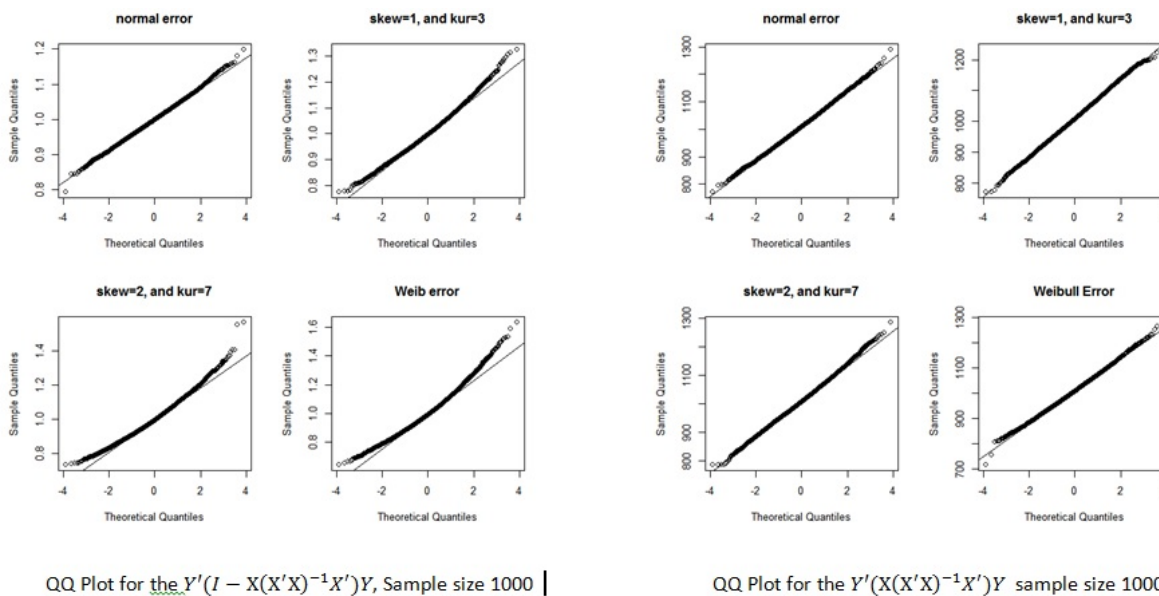 normal error
skew=1, and kur=3
Sample Quantiles
0.8 0.9 1.0 1.1 1.2
-4 -2 0 2 4
Theoretical Quantiles
Sample Quantiles
0.8 0.9 1.0 1.1 1.2 1.3
-4 -2 0 2 4
Theoretical Quantiles
skew=2, and kur=7
Weib error
Sample Quantiles
0.8 1.0 1.2 1.4
-4 -2 0 2 4
Theoretical Quantiles
Sample Quantiles
0.8 1.0 1.2 1.4 1.6
-4 -2 0 2 4
Theoretical Quantiles
QQ Plot for the Y′(I − X(X′X)⁻¹X′)Y, Sample size 1000
normal error
skew=1, and kur=3
Sample Quantiles
800 900 1100 1300
-4 -2 0 2 4
Theoretical Quantiles
Sample Quantiles
800 900 1000 1200
-4 -2 0 2
Theoretical Quantiles
skew=2, and kur=7
Weibull Error
Sample Quantiles
800 900 1100 1300
-4 -2 0 2 4
Theoretical Quantiles
Sample Quantiles
700 900 1100 1300
-4 -2 0 2
Theoretical Quantiles
QQ Plot for the Y′(X(X′X)⁻¹X′)Y sample size 1000